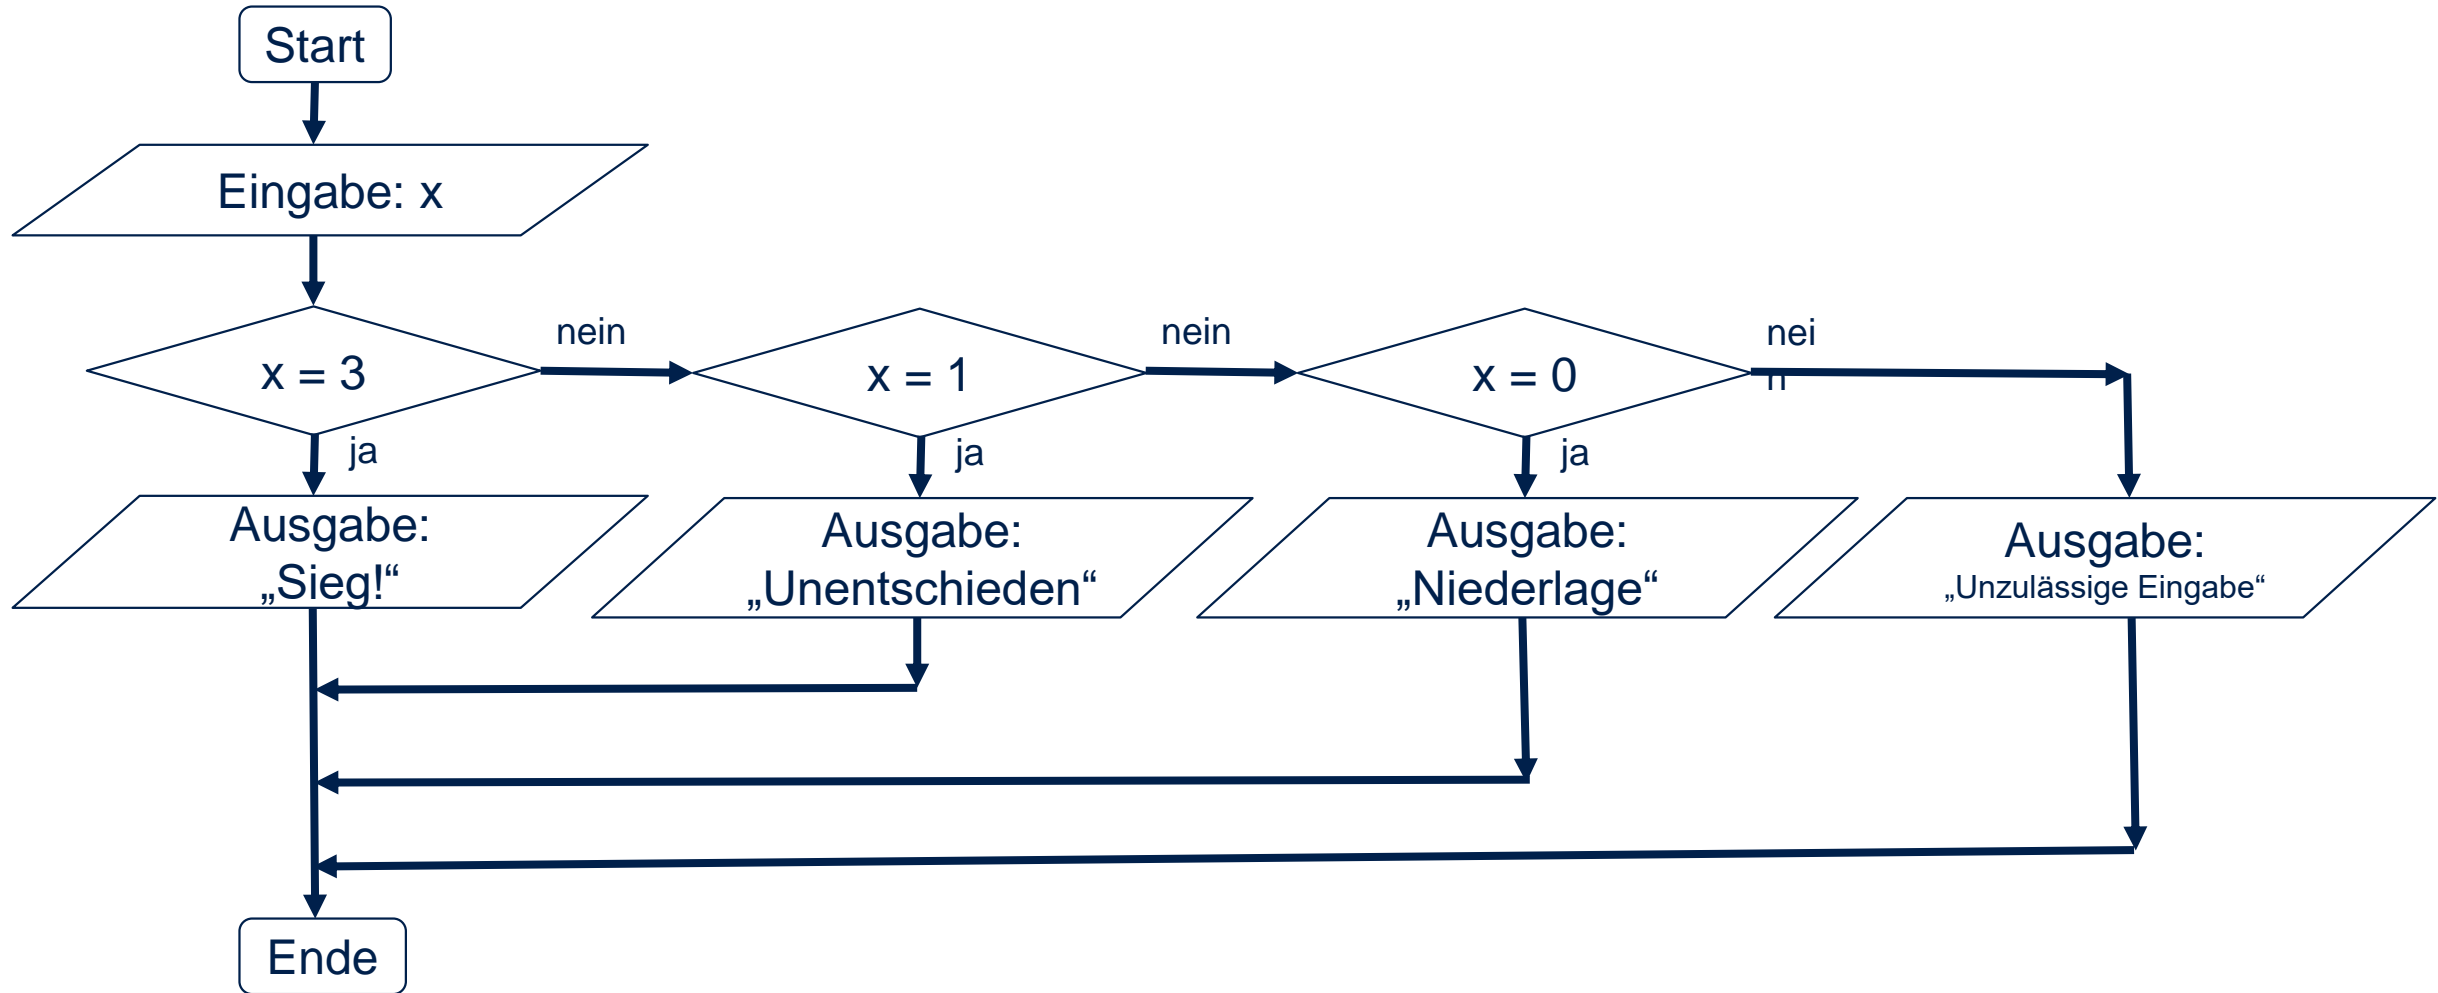 Start
Eingabe: x
nein
nein
nei
n
x = 3
x = 1
x = 0
ja
ja
ja
Ausgabe:
„Sieg!“
Ausgabe:
„Unentschieden“
Ausgabe:
„Niederlage“
Ausgabe:
„Unzulässige Eingabe“
Ende